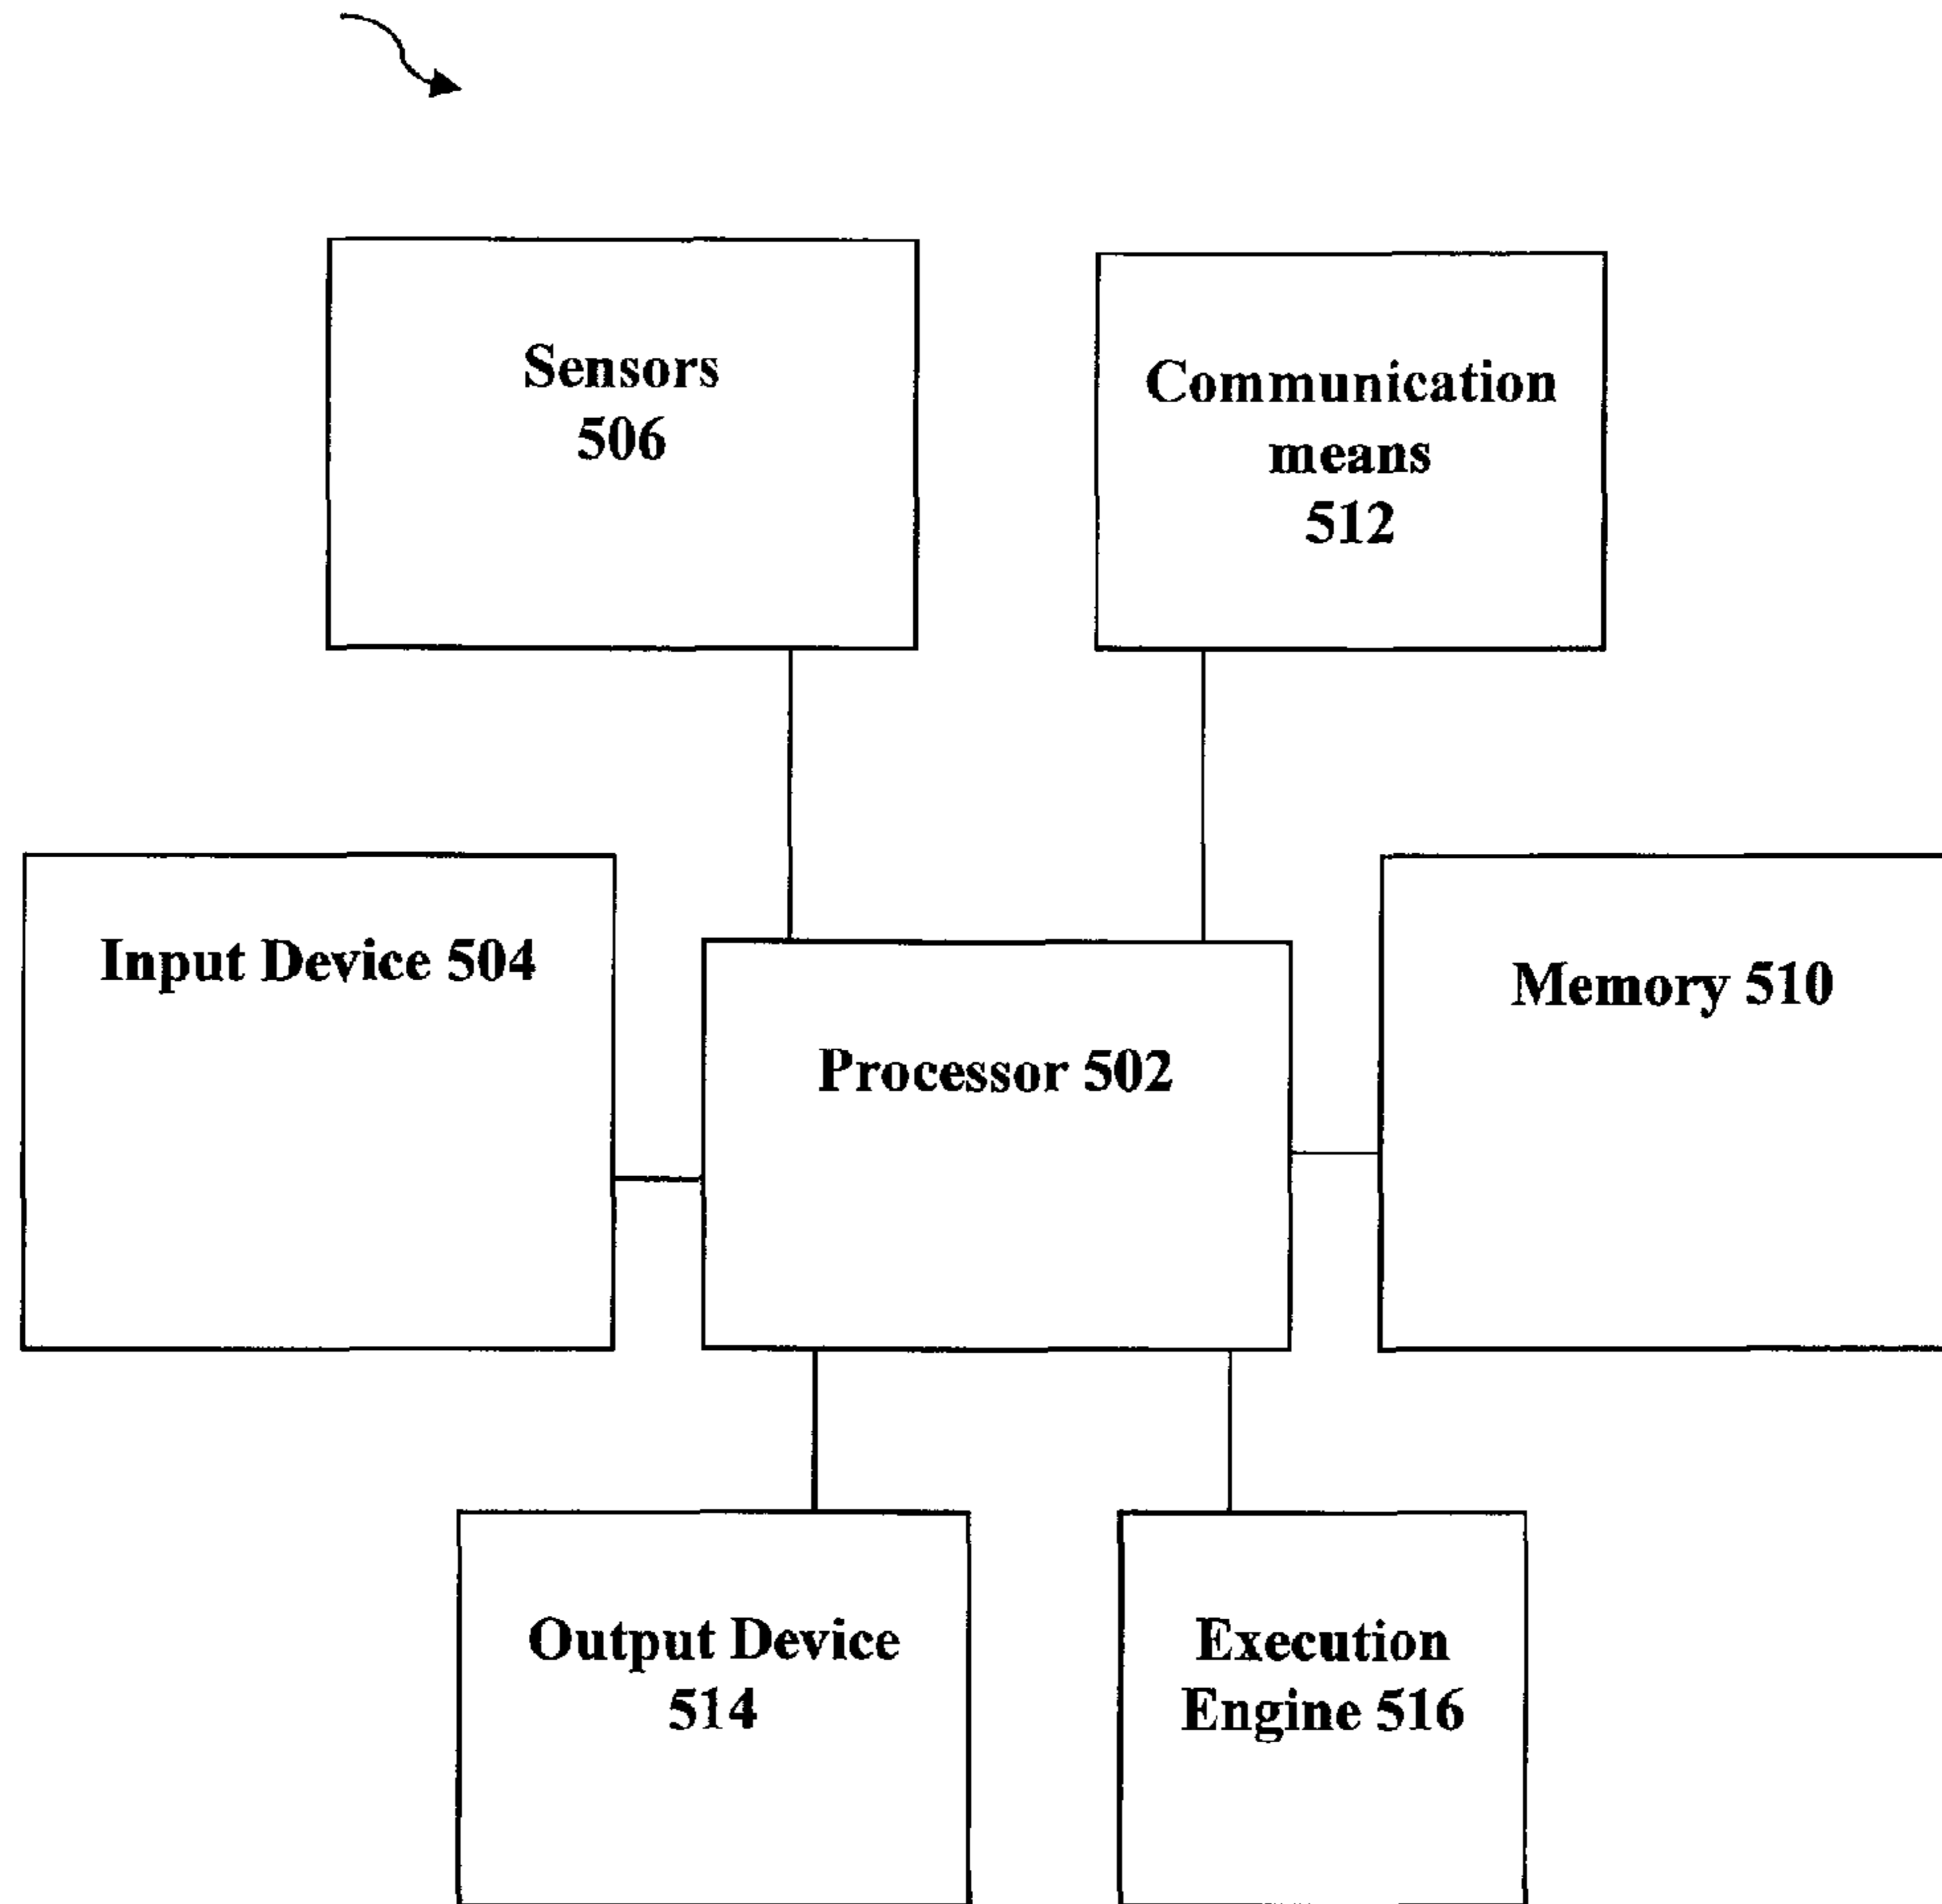 Sensors
506
Communication
means
512
Input Device 504
Memory 510
Processor 502
Output Device
514
Execution
Engine 516